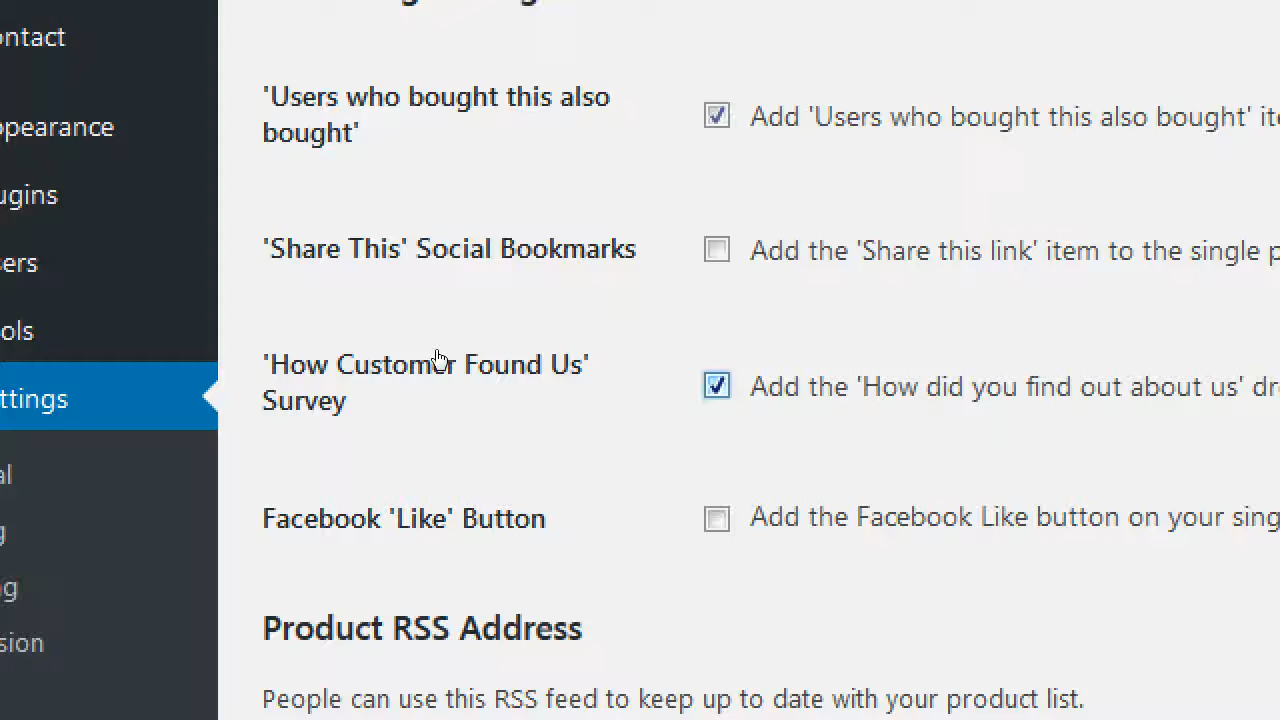 ontact
ppearance
ugins
sers
ols
ttings
al
g
ng
sion
'Users who bought this also
bought'
Add 'Users who bought this also bought' ite
'Share This' Social Bookmarks
Add the 'Share this link' item to the single p
'How Customer Found Us'
Survey
Add the 'How did you find out about us' dr
Facebook 'Like' Button
Add the Facebook Like button on your sing
Product RSS Address
People can use this RSS feed to keep up to date with your product list.